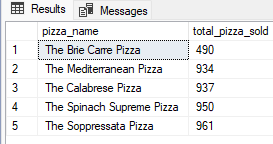 Results Messages
pizza_name total_pizza_sold
1 The Brie Carre Pizza 490
2 The Mediterranean Pizza 934
3 The Calabrese Pizza 937
4 The Spinach Supreme Pizza 950
5 The Soppressata Pizza 961